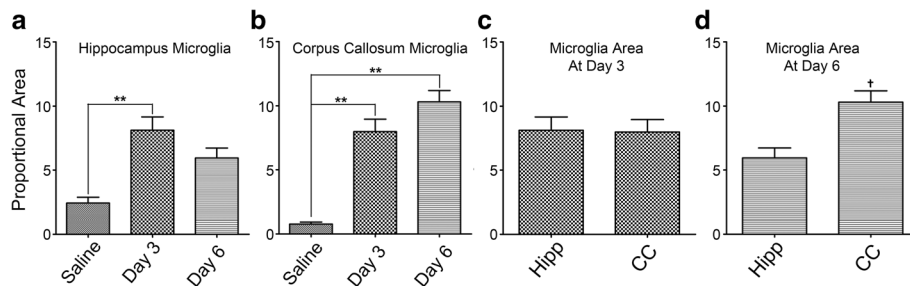 a
Hippocampus Microglia
Proportional Area
15
10
5
0
**
Saline
Day 3
Day 6
b
Corpus Callosum Microglia
15
10
5
0
**
**
Saline
Day 3
Day 6
c
Microglia Area
At Day 3
15
10
5
0
Hipp
CC
d
Microglia Area
At Day 6
15
10
5
0
✝
Hipp
CC